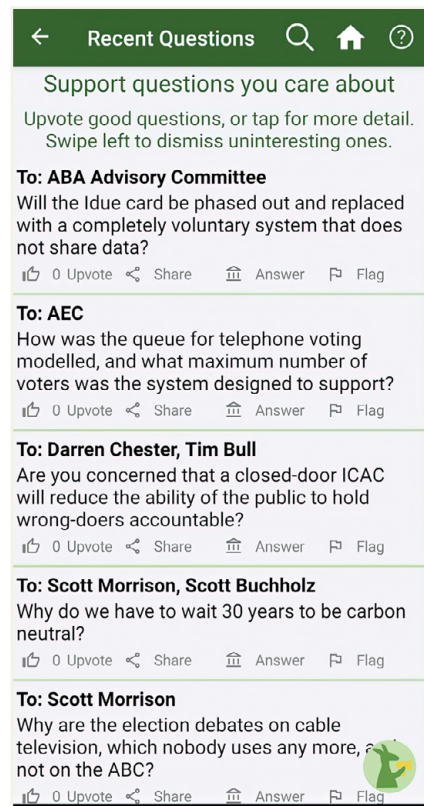 Recent Questions
Support questions you care about
Upvote good questions, or tap for more detail.
Swipe left to dismiss uninteresting ones.
To: ABA Advisory Committee
Will the Idue card be phased out and replaced
with a completely voluntary system that does
not share data?
0 Upvote Share Answer Flag
To: AEC
How was the queue for telephone voting
modelled, and what maximum number of
voters was the system designed to support?
0 Upvote Share Answer Flag
To: Darren Chester, Tim Bull
Are you concerned that a closed-door ICAC
will reduce the ability of the public to hold
wrong-doers accountable?
0 Upvote Share Answer Flag
To: Scott Morrison, Scott Buchholz
Why do we have to wait 30 years to be carbon
neutral?
0 Upvote Share Answer Flag
To: Scott Morrison
Why are the election debates on cable
television, which nobody uses any more,
not on the ABC?
0 Upvote Share Answer Flag